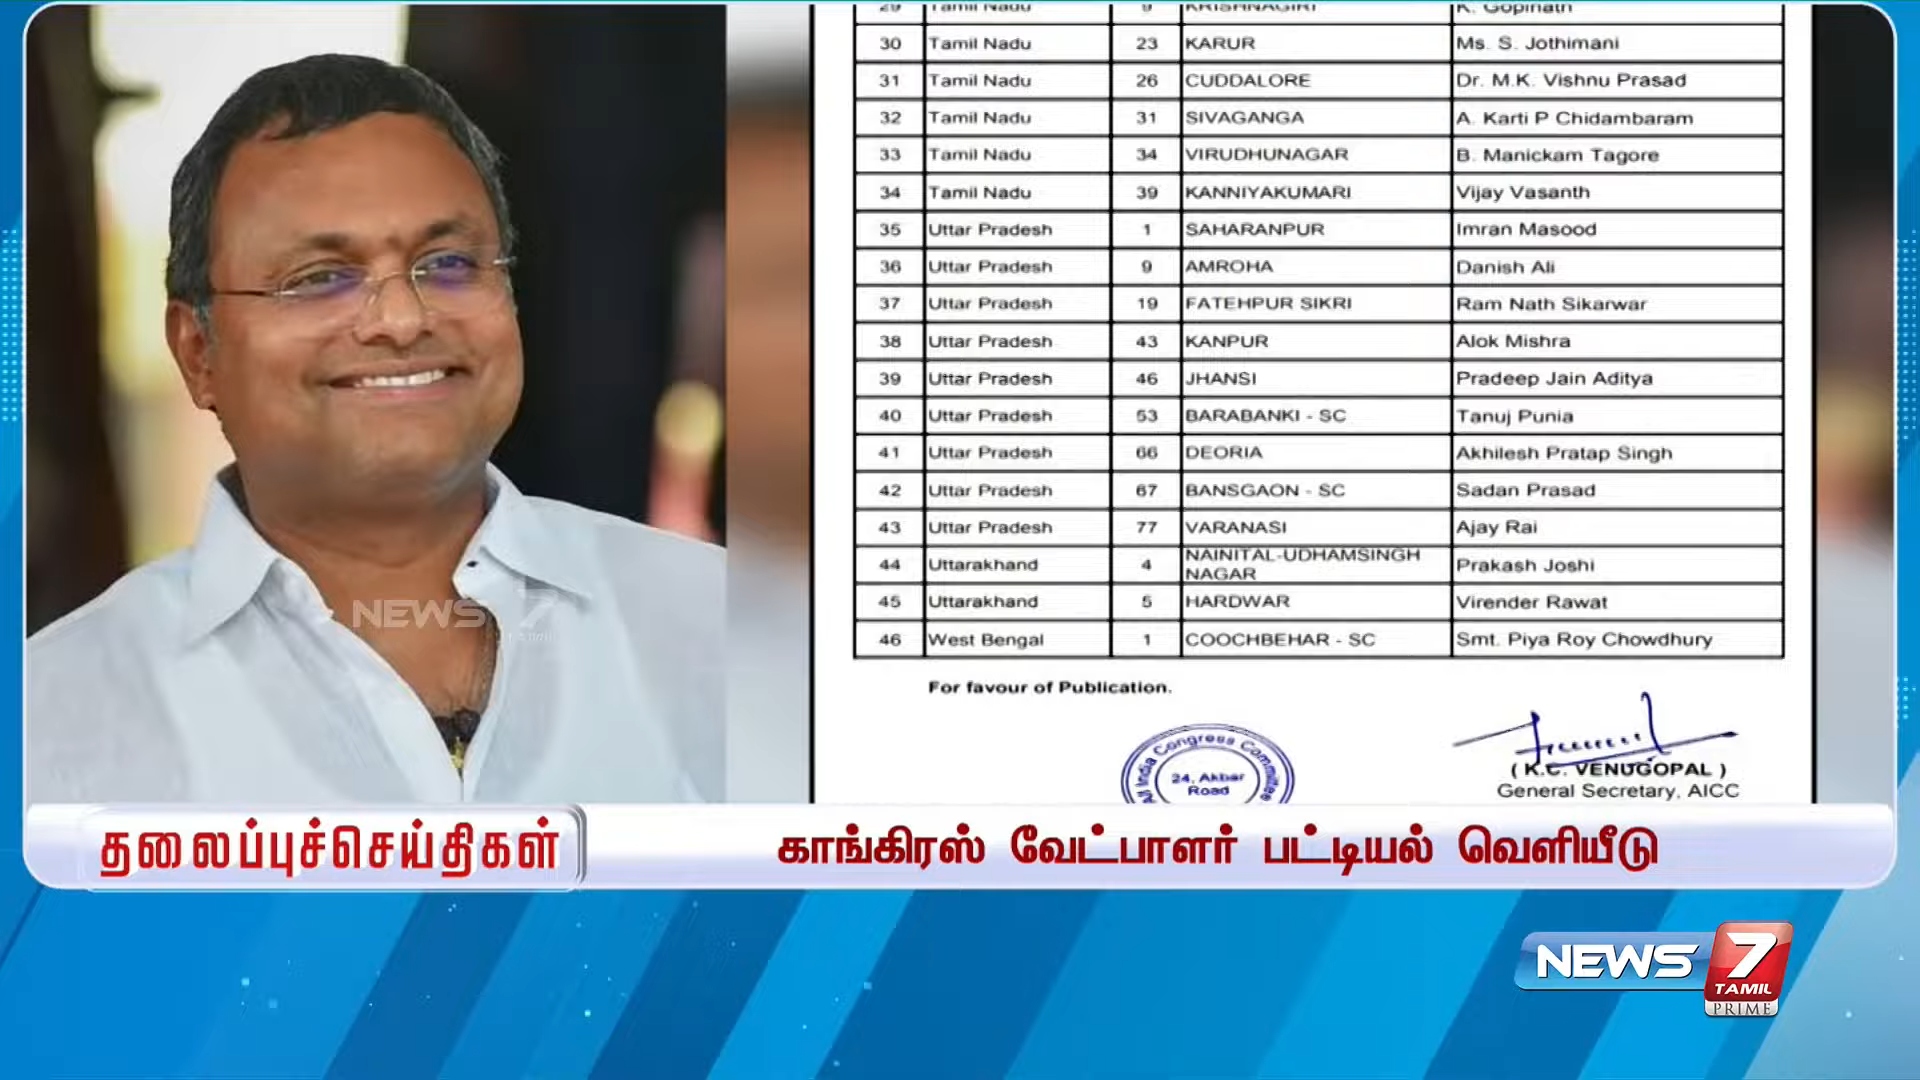 29 Tamil Nadu 9 KRISHNAGIRI K. Gopinath
30 Tamil Nadu 23 KARUR Ms. S. Jothimani
31 Tamil Nadu 26 CUDDALORE Dr. M.K. Vishnu Prasad
32 Tamil Nadu 31 SIVAGANGA A. Karti P Chidambaram
33 Tamil Nadu 34 VIRUDHUNAGAR B. Manickam Tagore
34 Tamil Nadu 39 KANNIYAKUMARI Vijay Vasanth
35 Uttar Pradesh 1 SAHARANPUR Imran Masood
36 Uttar Pradesh 9 AMROHA Danish Ali
37 Uttar Pradesh 19 FATEHPUR SIKRI Ram Nath Sikarwar
38 Uttar Pradesh 43 KANPUR Alok Mishra
39 Uttar Pradesh 46 JHANSI Pradeep Jain Aditya
40 Uttar Pradesh 53 BARABANKI - SC Tanuj Punia
41 Uttar Pradesh 66 DEORIA Akhilesh Pratap Singh
42 Uttar Pradesh 67 BANSGAON - SC Sadan Prasad
43 Uttar Pradesh 77 VARANASI Ajay Rai
44 Uttarakhand 4 NAINITAL-UDHAMSINGH NAGAR Prakash Joshi
45 Uttarakhand 5 HARDWAR Virender Rawat
46 West Bengal 1 COOCHBEHAR - SC Smt. Piya Roy Chowdhury
For favour of Publication.
All India Congress Committee
24, Akbar
Road
( K.C. VENUGOPAL )
General Secretary, AICC
NEWS 7
TAMIL
தலைப்புச்செய்திகள்
காங்கிரஸ் வேட்பாளர் பட்டியல் வெளியீடு
NEWS 7
TAMIL
PRIME